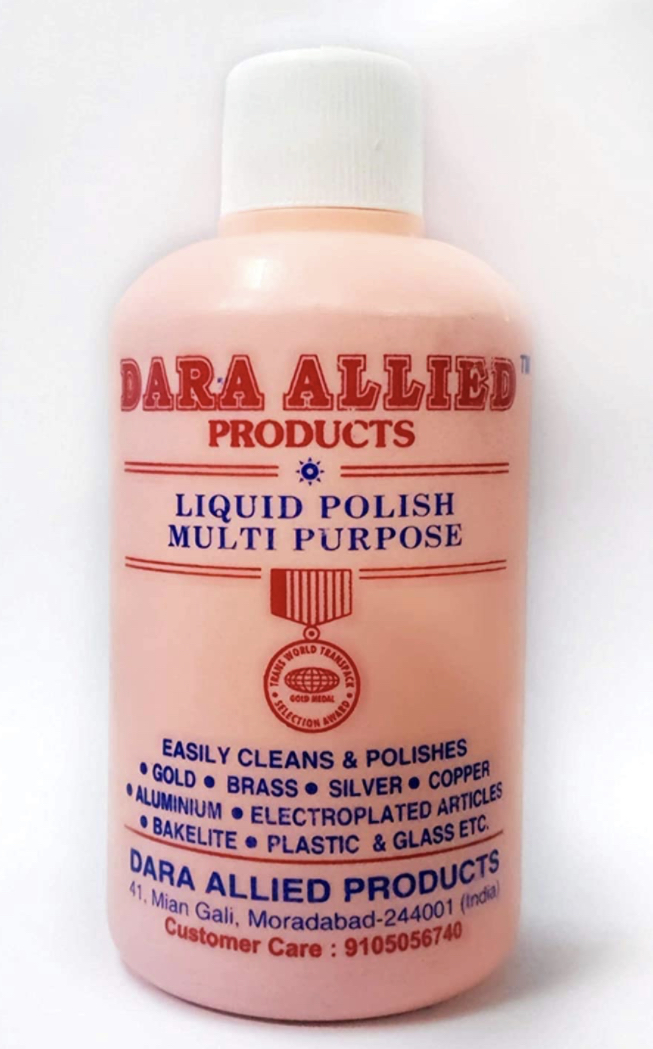 DARA ALLIED™
PRODUCTS
LIQUID POLISH
MULTI PURPOSE
TRANS WORLD TRANSPACK
GOLD MEDAL
• SELECTION AWARD •
EASILY CLEANS & POLISHES
• GOLD • BRASS • SILVER • COPPER
• ALUMINIUM • ELECTROPLATED ARTICLES
• BAKELITE • PLASTIC & GLASS ETC.
DARA ALLIED PRODUCTS
41, Mian Gali, Moradabad-244001 (India)
Customer Care : 9105056740